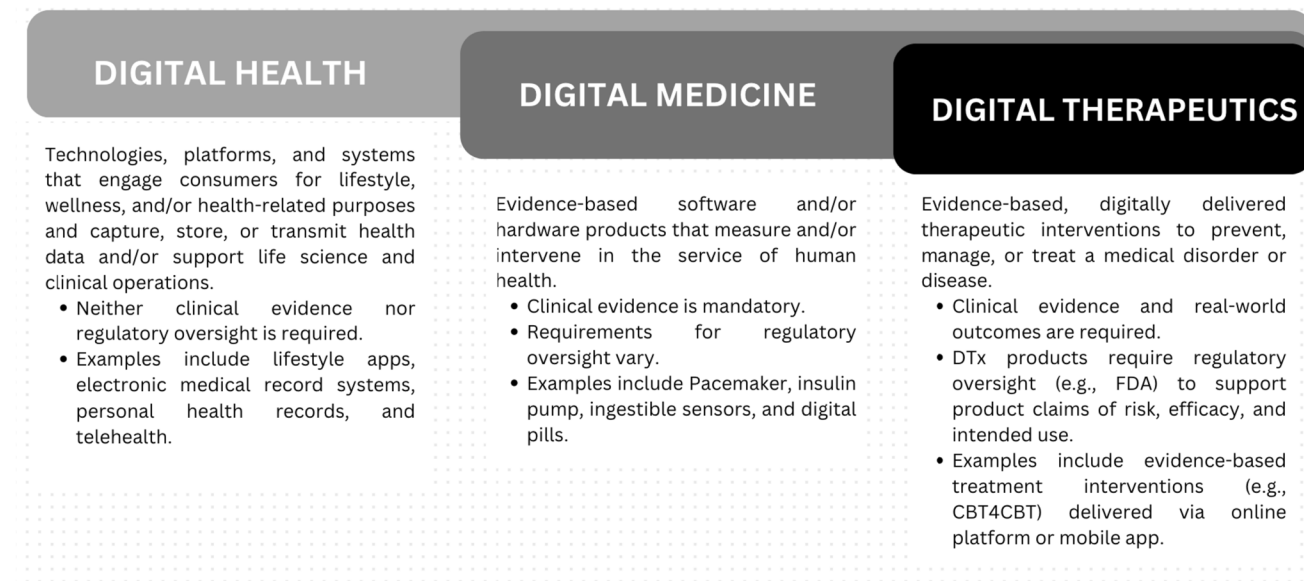 DIGITAL HEALTH
Technologies, platforms, and systems
that engage consumers for lifestyle,
wellness, and/or health-related purposes
and capture, store, or transmit health
data and/or support life science and
clinical operations.
• Neither clinical evidence nor
regulatory oversight is required.
• Examples include lifestyle apps,
electronic medical record systems,
personal health records, and
telehealth.
DIGITAL MEDICINE
Evidence-based software and/or
hardware products that measure and/or
intervene in the service of human
health.
• Clinical evidence is mandatory.
• Requirements for regulatory
oversight vary.
• Examples include Pacemaker, insulin
pump, ingestible sensors, and digital
pills.
DIGITAL THERAPEUTICS
Evidence-based, digitally delivered
therapeutic interventions to prevent,
manage, or treat a medical disorder or
disease.
• Clinical evidence and real-world
outcomes are required.
• DTx products require regulatory
oversight (e.g., FDA) to support
product claims of risk, efficacy, and
intended use.
• Examples include evidence-based
treatment interventions (e.g.,
CBT4CBT) delivered via online
platform or mobile app.